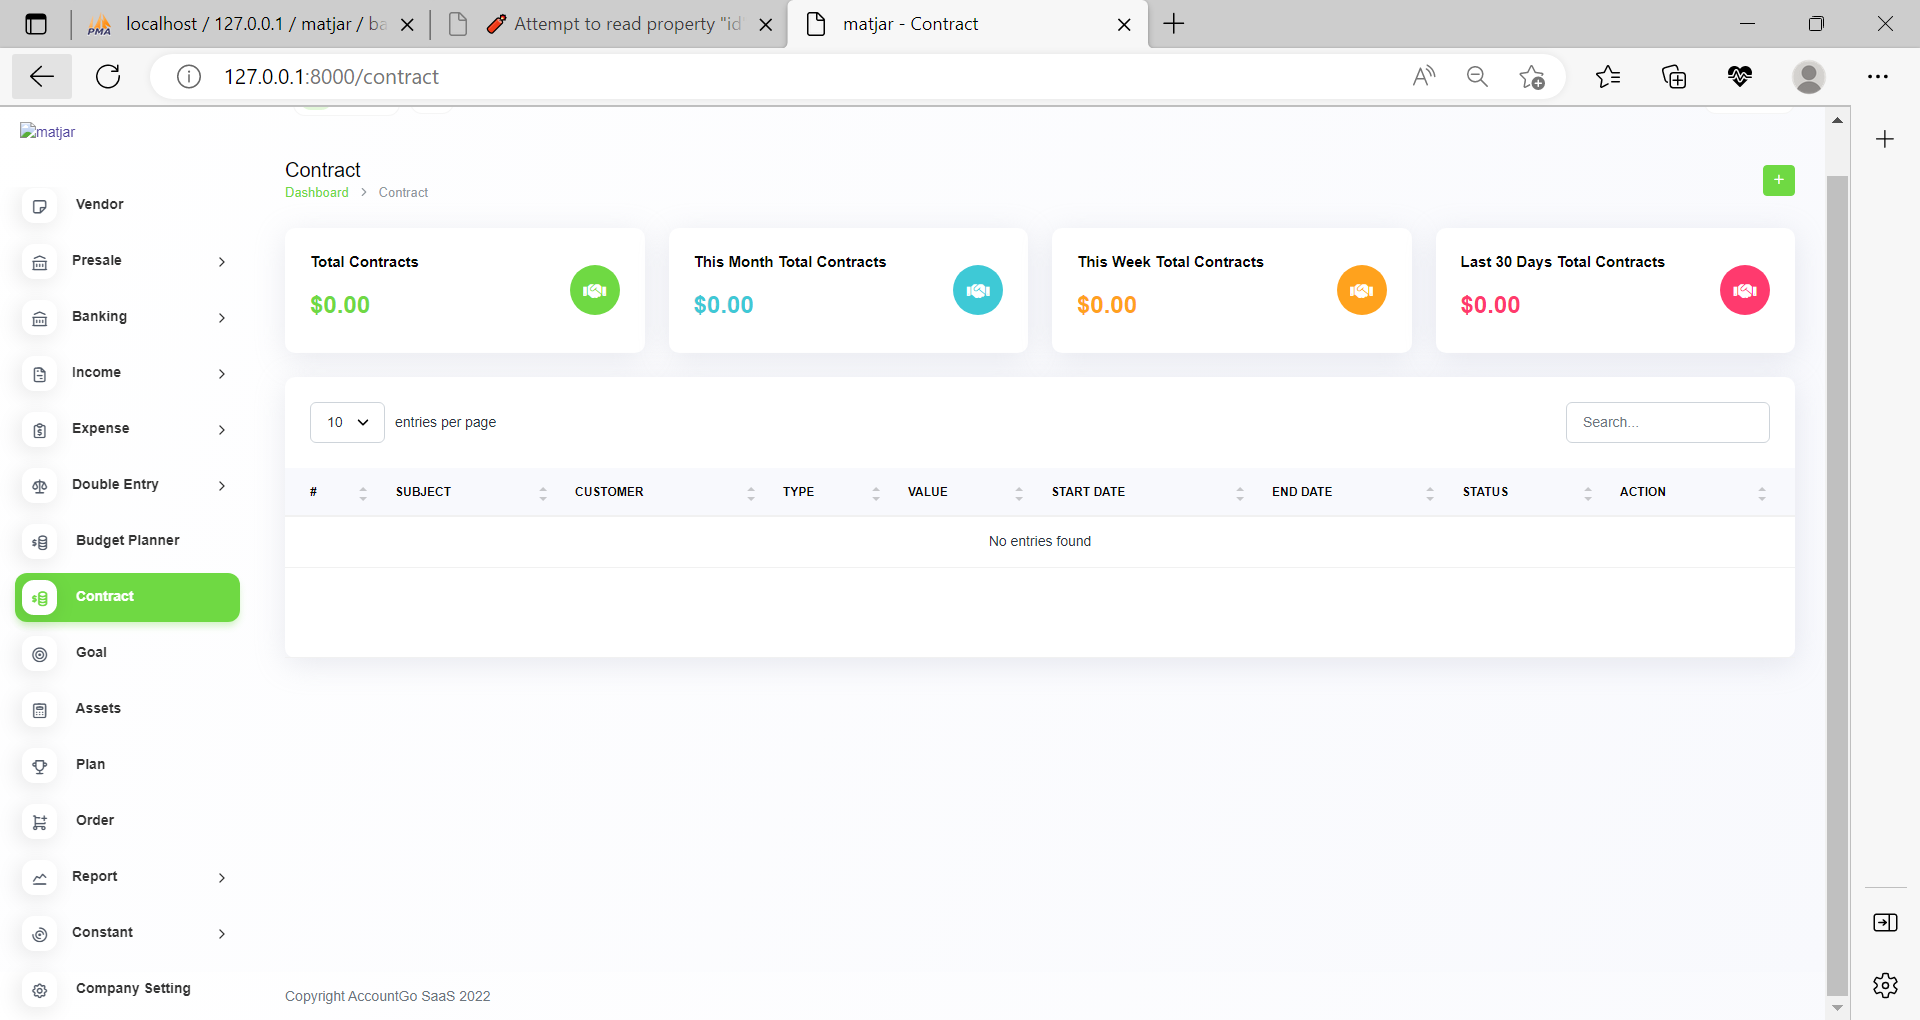 localhost / 127.0.0.1 / matjar / ba
Attempt to read property "id"
matjar - Contract
127.0.0.1:8000/contract
matjar
Vendor
Presale
Banking
Income
Expense
Double Entry
Budget Planner
Contract
Goal
Assets
Plan
Order
Report
Constant
Company Setting
Contract
Dashboard > Contract
+
Total Contracts
$0.00
This Month Total Contracts
$0.00
This Week Total Contracts
$0.00
Last 30 Days Total Contracts
$0.00
10 entries per page
Search...
# SUBJECT CUSTOMER TYPE VALUE START DATE END DATE STATUS ACTION
No entries found
Copyright AccountGo SaaS 2022